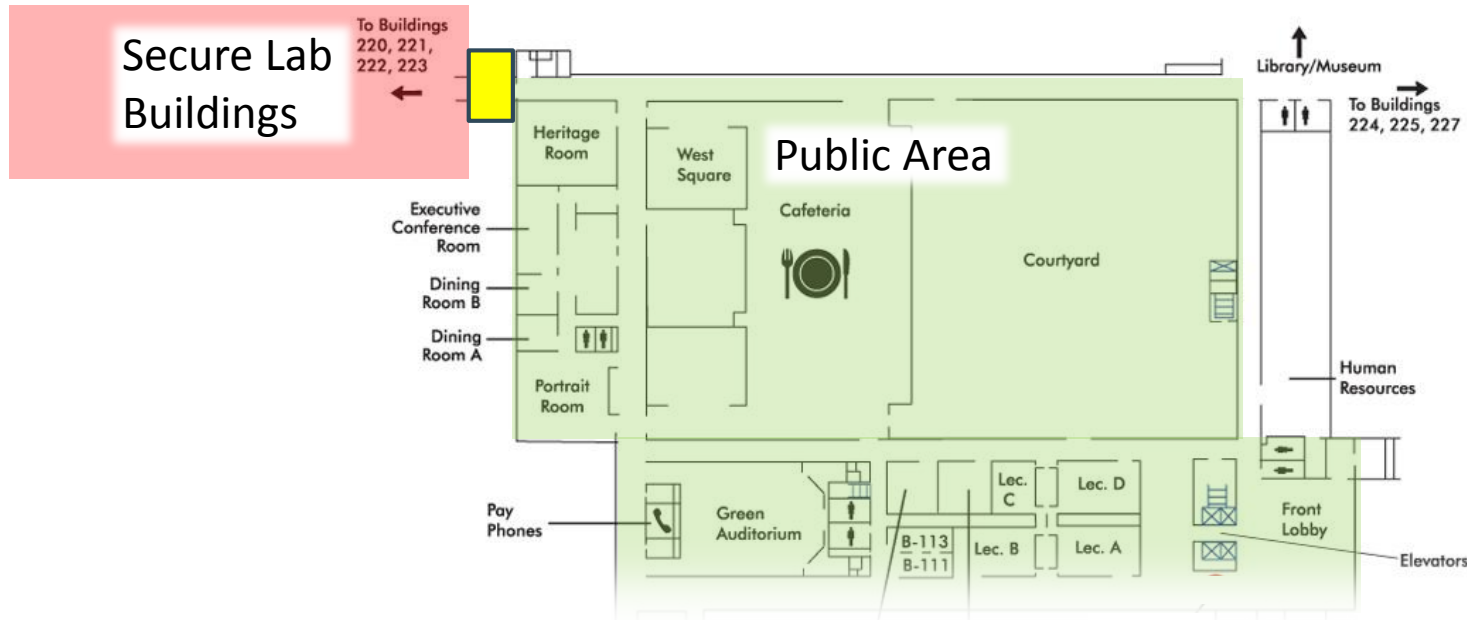 To Buildings
220, 221,
222, 223
Secure Lab
Buildings
Library/Museum
To Buildings
224, 225, 227
Heritage
Room
West
Square
Public Area
Executive
Conference
Room
Cafeteria
Courtyard
Dining
Room B
Dining
Room A
Portrait
Room
Human
Resources
Pay
Phones
Green
Auditorium
Lec.
C
Lec. D
B-113
B-111
Lec. B
Lec. A
Front
Lobby
Elevators